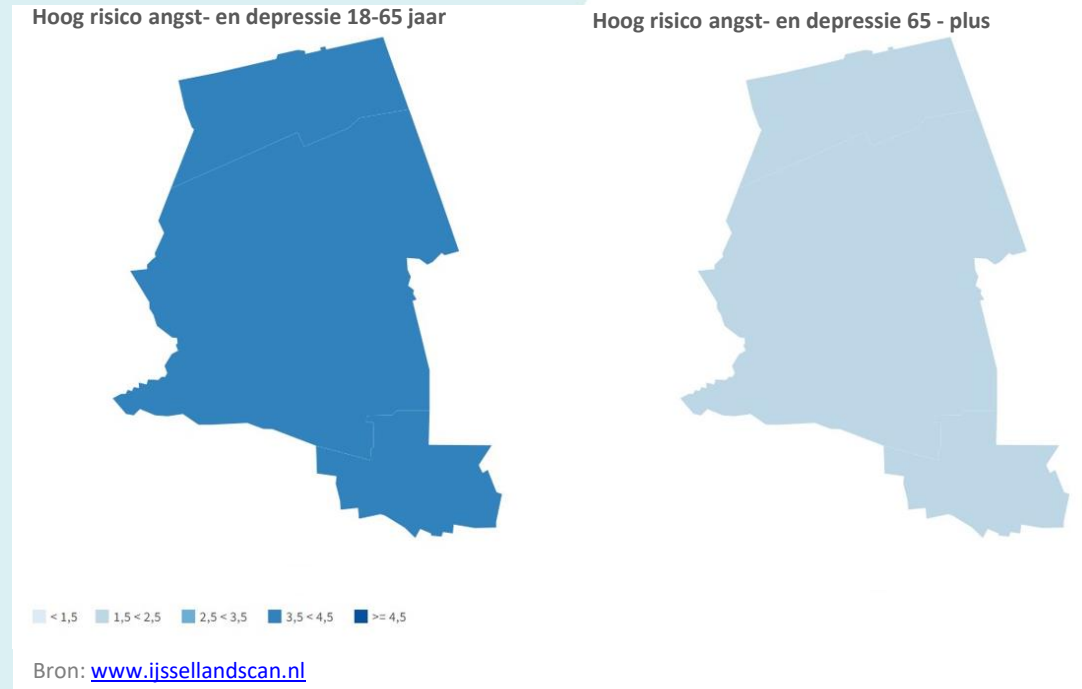 Hoog risico angst- en depressie 18-65 jaar
Hoog risico angst- en depressie 65 - plus
< 1,5 1,5 < 2,5 2,5 < 3,5 3,5 < 4,5 >= 4,5
Bron: www.ijssellandscan.nl